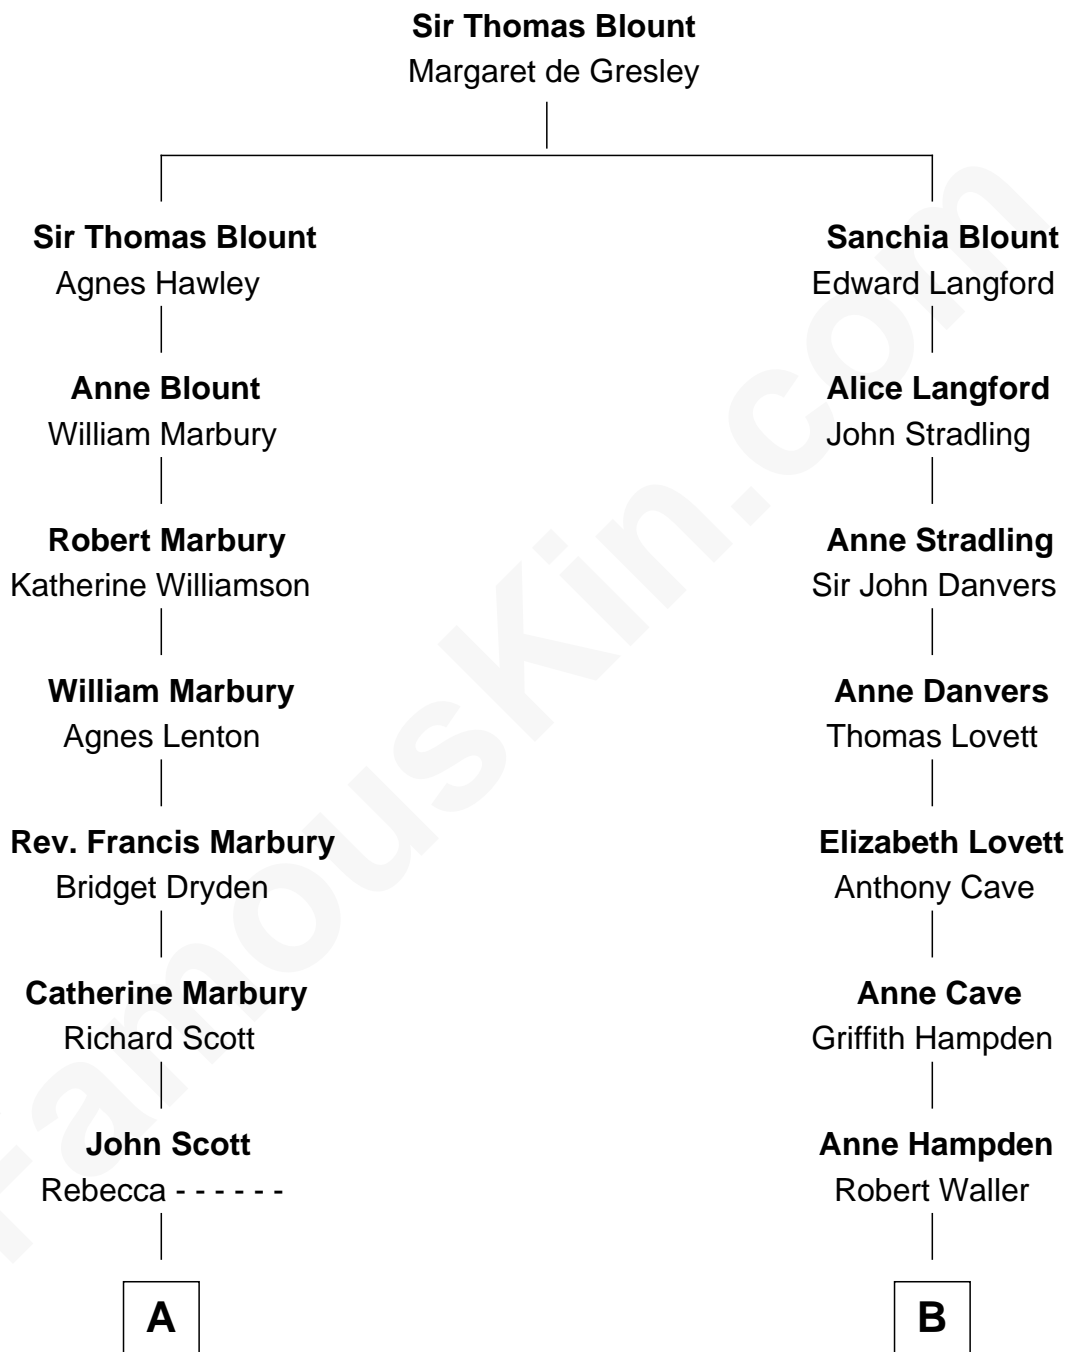 Sir Thomas Blount
Margaret de Gresley
Sir Thomas Blount
Agnes Hawley
Sanchia Blount
Edward Langford
Anne Blount
William Marbury
Alice Langford
John Stradling
Robert Marbury
Katherine Williamson
Anne Stradling
Sir John Danvers
William Marbury
Agnes Lenton
Anne Danvers
Thomas Lovett
Rev. Francis Marbury
Bridget Dryden
Elizabeth Lovett
Anthony Cave
Catherine Marbury
Richard Scott
Anne Cave
Griffith Hampden
John Scott
Rebecca - - - - - -
Anne Hampden
Robert Waller
A
B
FamousKin.com